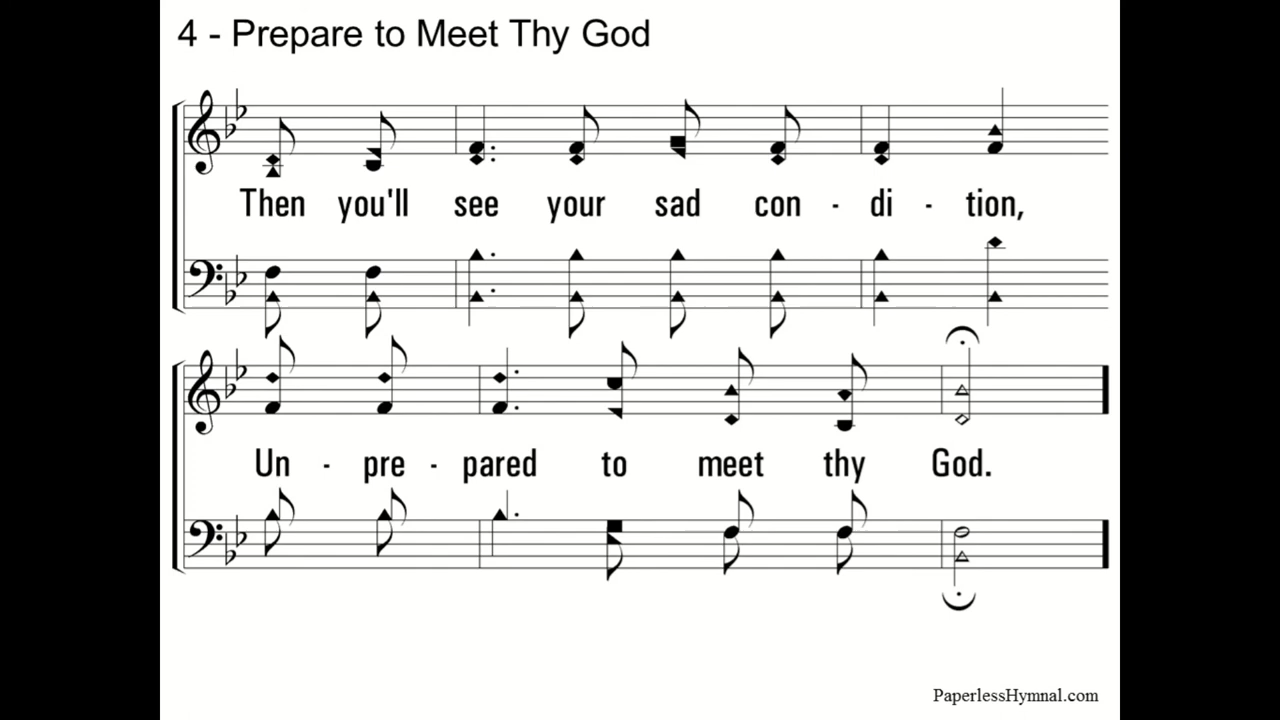 4 - Prepare to Meet Thy God
Then you'll see your sad con - di - tion,
Un - pre - pared to meet thy God.
PaperlessHymnal.com